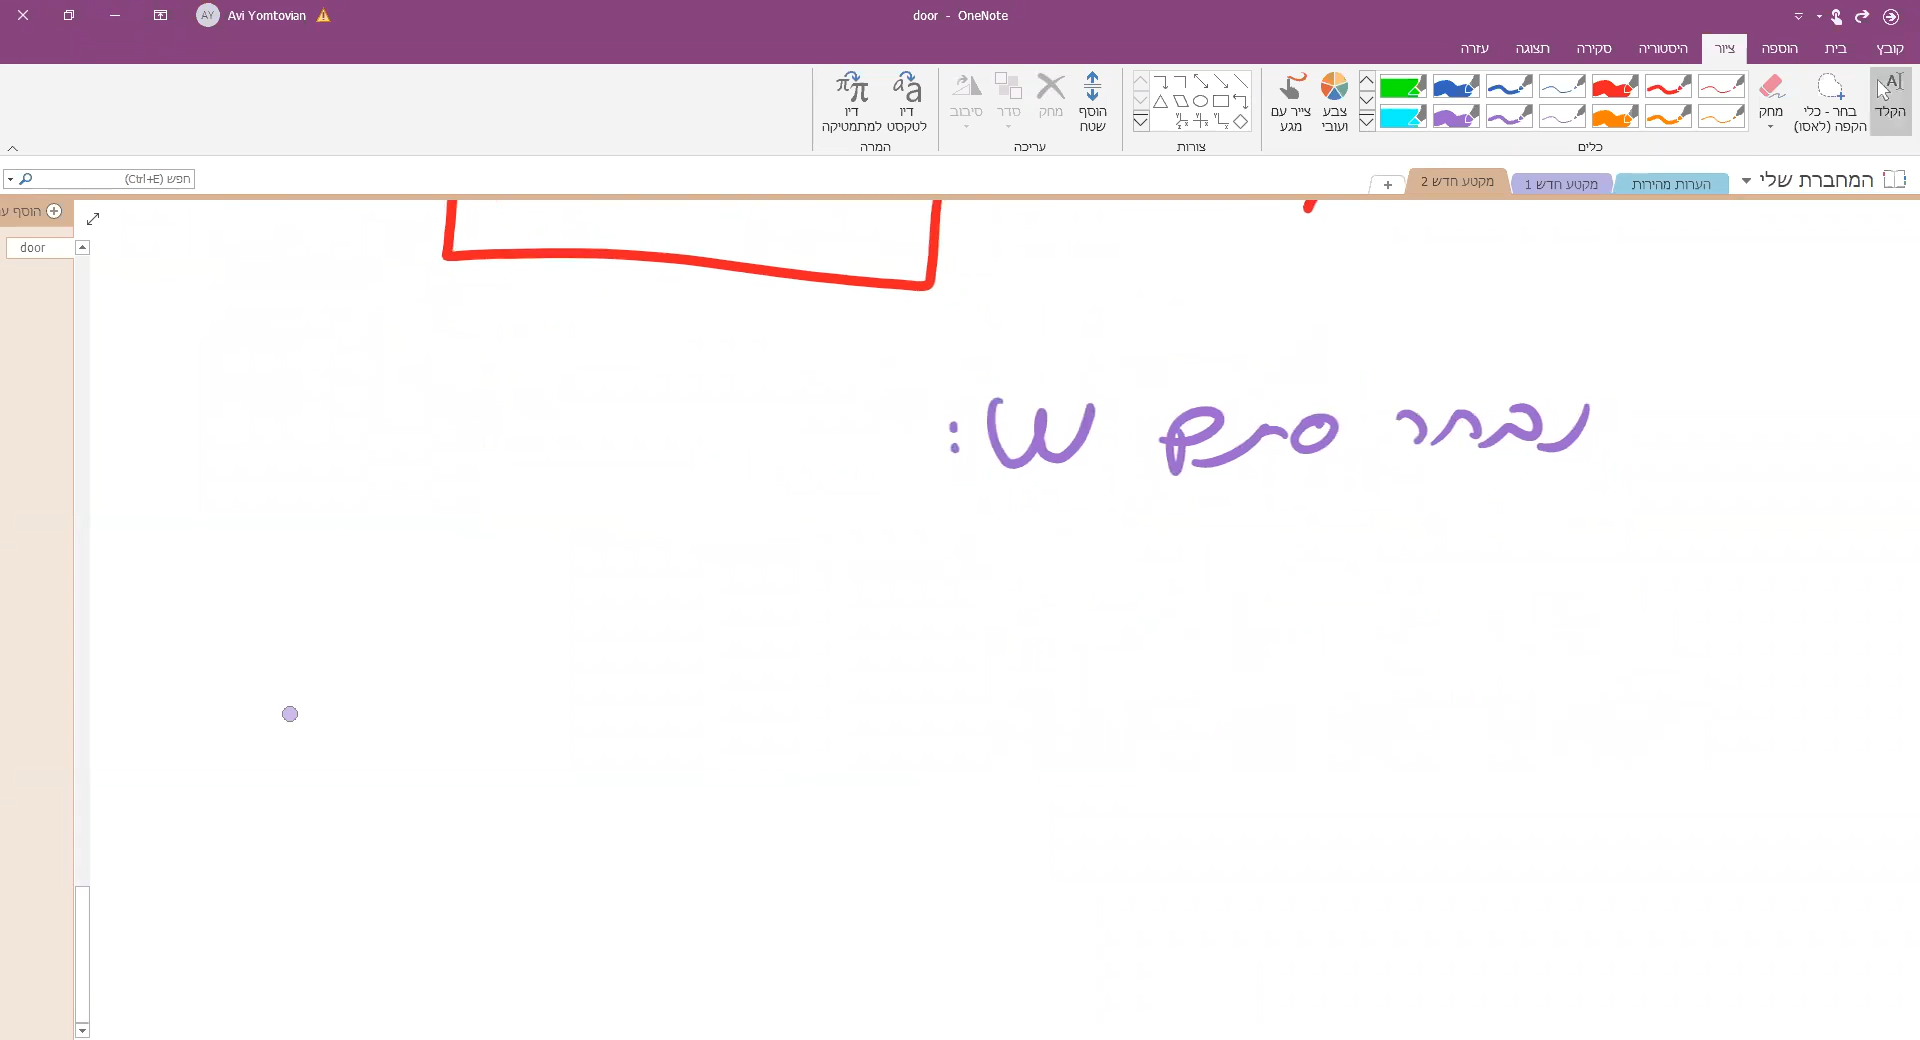 Avi Yomtovian
AY
door - OneNote
קובץ
בית
הוספה
ציור
היסטוריה
סקירה
תצוגה
עזרה
הקלד
בחר - כלי
הקפה (לאסו)
מחק
כלים
צבע
ועובי
צייר עם
מגע
צורות
הוסף
שטח
מחק
סדר
סיבוב
עריכה
דיו
לטקסט
דיו
למתמטיקה
המרה
המחברת שלי
הערות מהירות
מקטע חדש 1
מקטע חדש 2
+
חפש (Ctrl+E)
door
נבחר סתם ש: